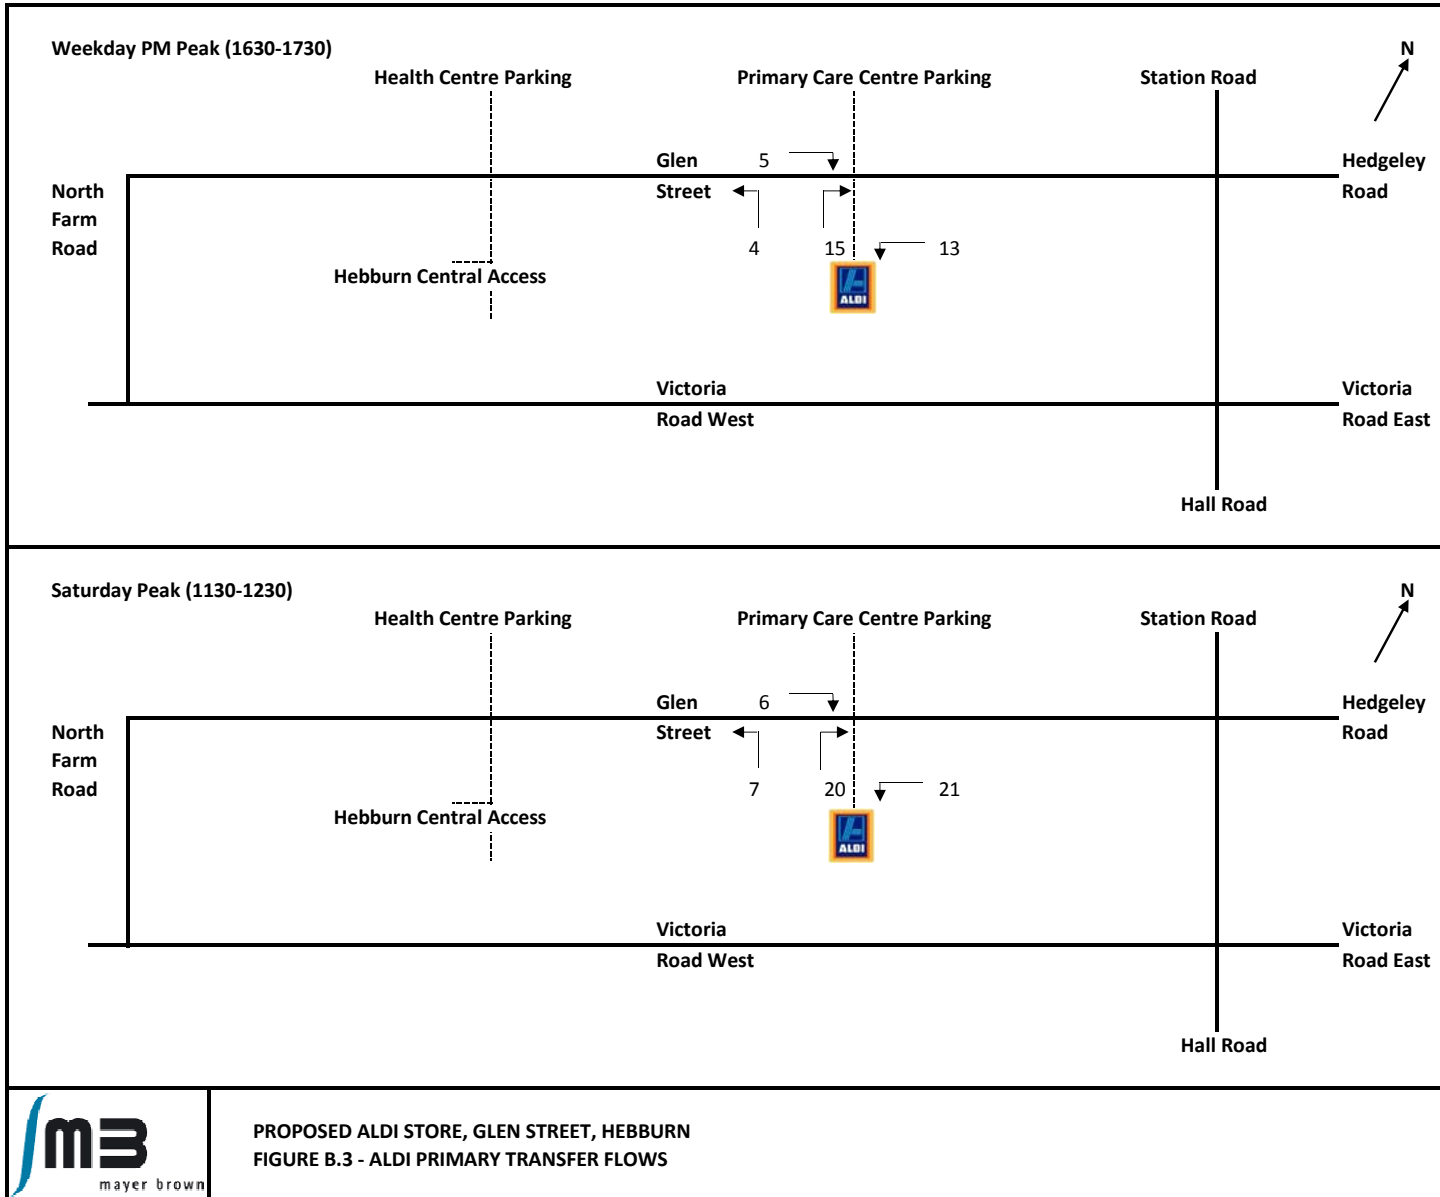 Weekday PM Peak (1630-1730)
N
Health Centre Parking
Primary Care Centre Parking
Station Road
Glen
5
Hedgeley
North
Street
Road
Farm
Road
4
15
13
Hebburn Central Access
ALDI
Victoria
Victoria
Road West
Road East
Hall Road
Saturday Peak (1130-1230)
N
Health Centre Parking
Primary Care Centre Parking
Station Road
Glen
6
Hedgeley
North
Street
Road
Farm
Road
7
20
21
Hebburn Central Access
ALDI
Victoria
Victoria
Road West
Road East
Hall Road
mayer brown
PROPOSED ALDI STORE, GLEN STREET, HEBBURN
FIGURE B.3 - ALDI PRIMARY TRANSFER FLOWS